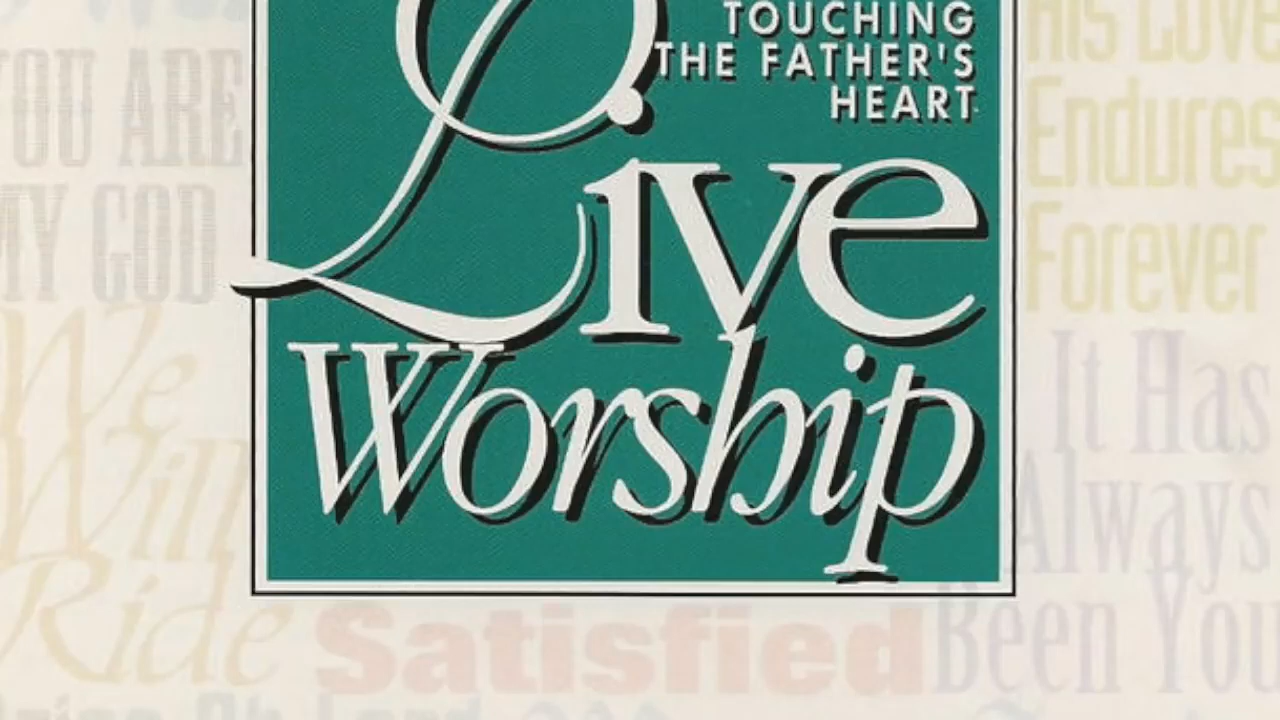 TOUCHING
THE FATHER'S
HEART
Live
Worship
YOU ARE
MY GOD
We
Will
Ride
His Love
Endures
Forever
It Has
Always
Been You
Satisfied